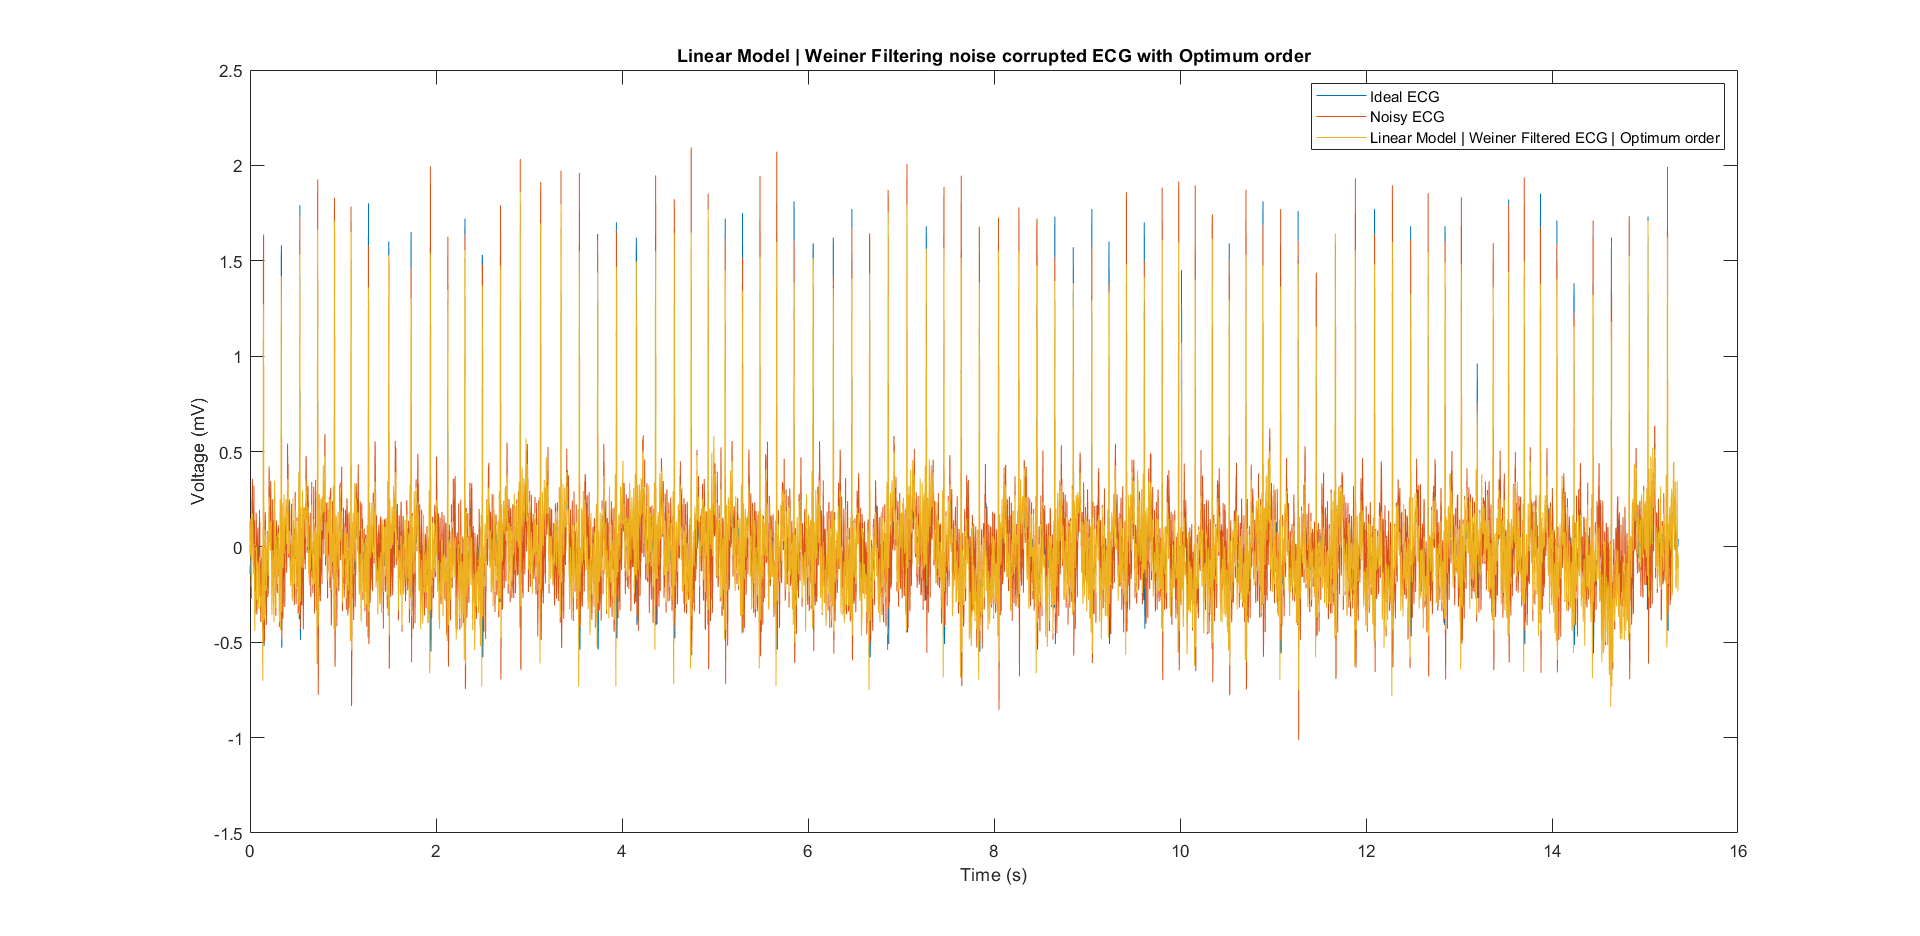 Linear Model | Weiner Filtering noise corrupted ECG with Optimum order
2.5
Ideal ECG
Noisy ECG
Linear Model | Weiner Filtered ECG | Optimum order
2
1.5
1
0.5
0
-0.5
-1
-1.5
Voltage (mV)
0 2 4 6 8 10 12 14 16
Time (s)